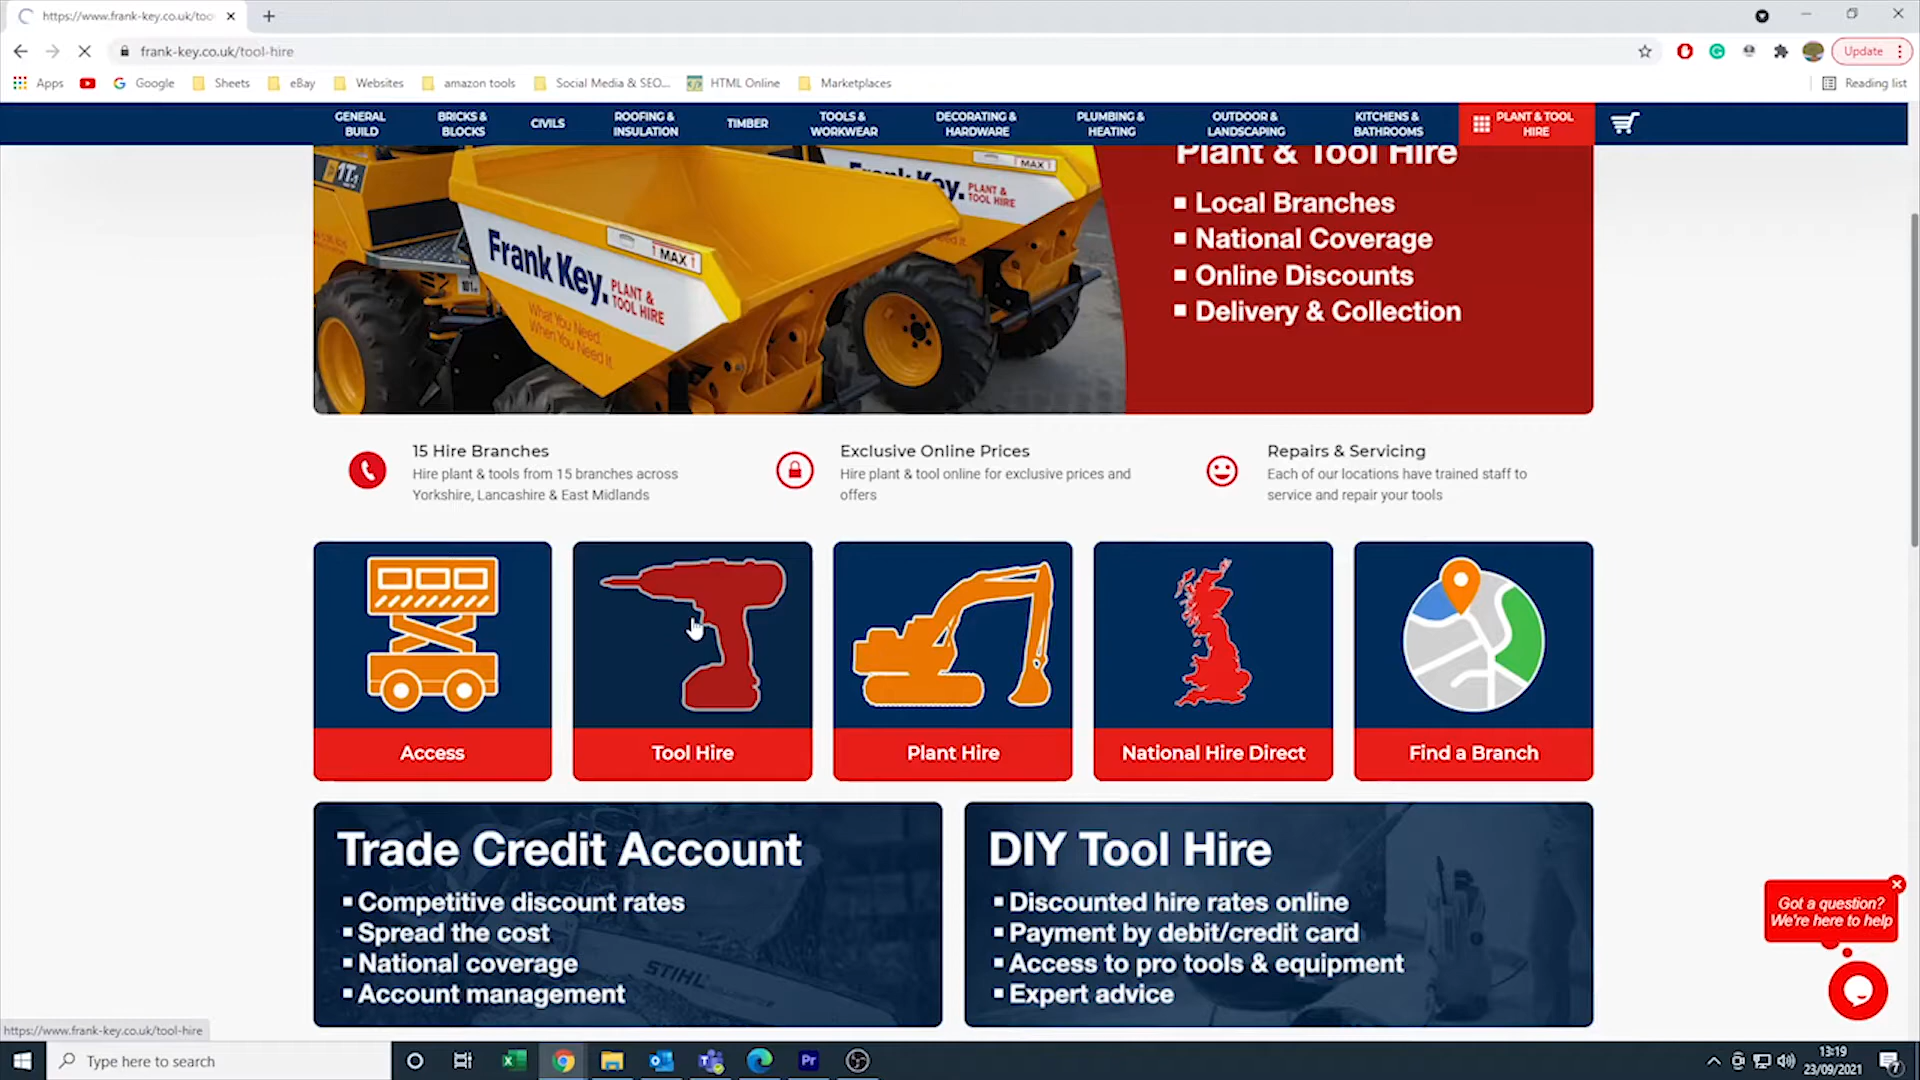 https://www.frank-key.co.uk/too
frank-key.co.uk/tool-hire
Update
Apps
Google
Sheets
eBay
Websites
amazon tools
Social Media & SEO...
HTML Online
Marketplaces
Reading list
GENERAL BUILD
BRICKS & BLOCKS
CIVILS
ROOFING & INSULATION
TIMBER
TOOLS & WORKWEAR
DECORATING & HARDWARE
PLUMBING & HEATING
OUTDOOR & LANDSCAPING
KITCHENS & BATHROOMS
PLANT & TOOL HIRE
1T-1
1 MAX 1
Frank Key. PLANT & TOOL HIRE
What You Need.
When You Need It.
MAX 1
Frank Key. PLANT & TOOL HIRE
Plant & Tool Hire
Local Branches
National Coverage
Online Discounts
Delivery & Collection
15 Hire Branches
Hire plant & tools from 15 branches across
Yorkshire, Lancashire & East Midlands
Exclusive Online Prices
Hire plant & tool online for exclusive prices and
offers
Repairs & Servicing
Each of our locations have trained staff to
service and repair your tools
Access
Tool Hire
Plant Hire
National Hire Direct
Find a Branch
Trade Credit Account
Competitive discount rates
Spread the cost
National coverage
Account management
STIHL
DIY Tool Hire
Discounted hire rates online
Payment by debit/credit card
Access to pro tools & equipment
Expert advice
Got a question?
We're here to help
https://www.frank-key.co.uk/tool-hire
Type here to search
Pr
13:19
23/09/2021